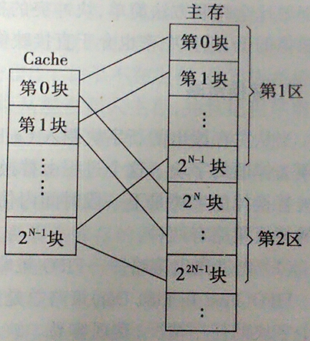 主存
Cache
第0块
第1块
⋮
⋮
2^{N-1}块
第0块
第1块
⋮
2^{N-1}块
2^{N}块
2^{2N-1}块
⋮
第1区
第2区